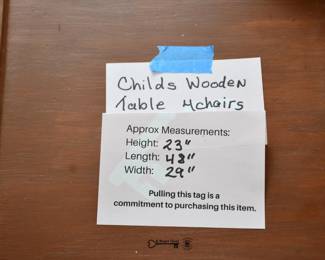 Childs Wooden
Table 4chairs
Approx Measurements:
Height: 23"
Length: 48"
Width: 29"
Pulling this tag is a
commitment to purchasing this item.